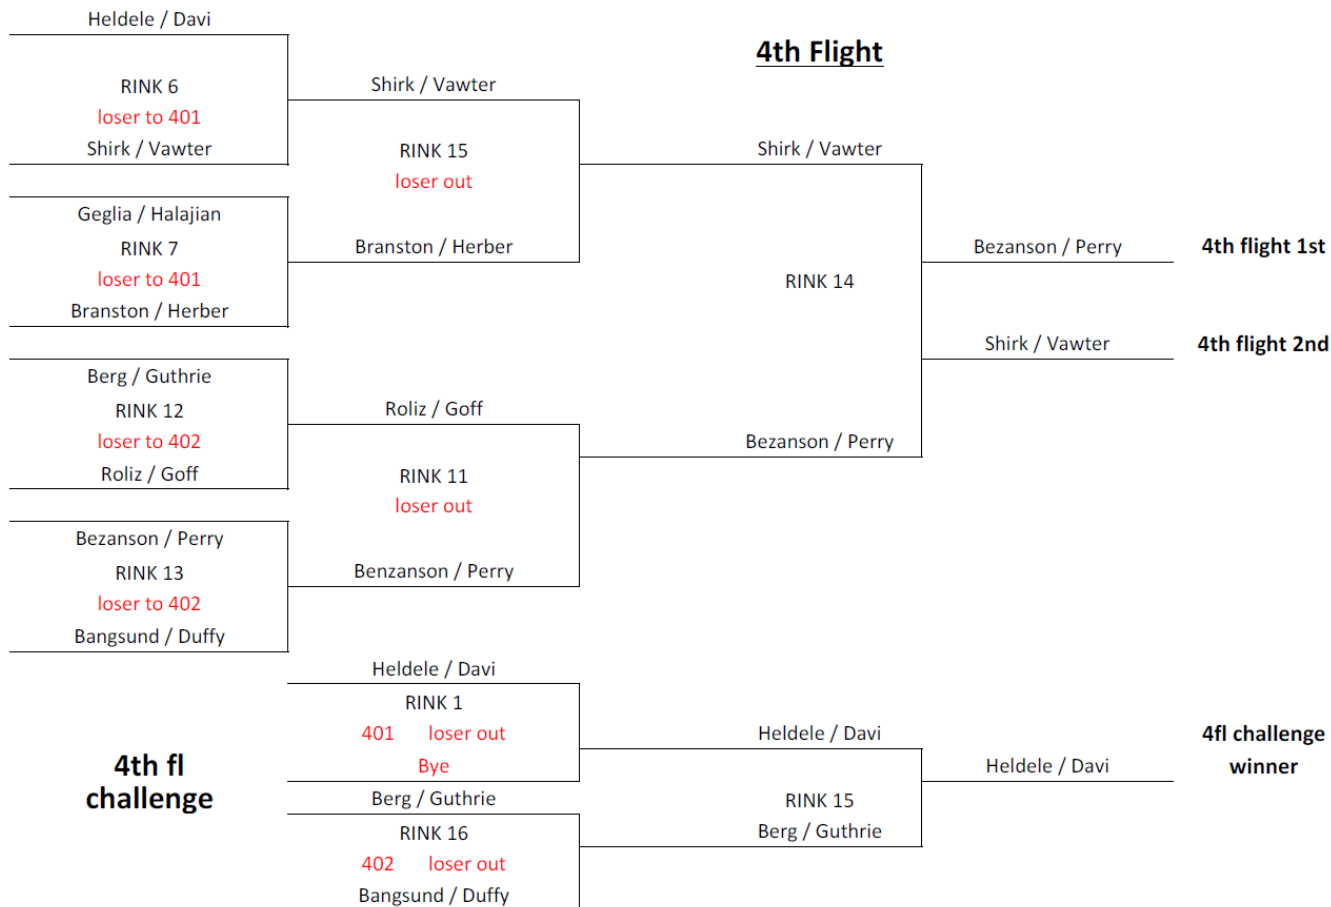 Heldele / Davi
4th Flight
RINK 6
Shirk / Vawter
loser to 401
Shirk / Vawter
RINK 15
Shirk / Vawter
loser out
Geglia / Halajian
RINK 7
Branston / Herber
Bezanson / Perry
4th flight 1st
loser to 401
RINK 14
Branston / Herber
Shirk / Vawter
4th flight 2nd
Berg / Guthrie
RINK 12
Roliz / Goff
loser to 402
Bezanson / Perry
Roliz / Goff
RINK 11
loser out
Bezanson / Perry
RINK 13
Benzanson / Perry
loser to 402
Bangsund / Duffy
Heldele / Davi
RINK 1
401 loser out
Heldele / Davi
4fl challenge
winner
4th fl
challenge
Bye
Heldele / Davi
Berg / Guthrie
RINK 15
RINK 16
Berg / Guthrie
402 loser out
Bangsund / Duffy